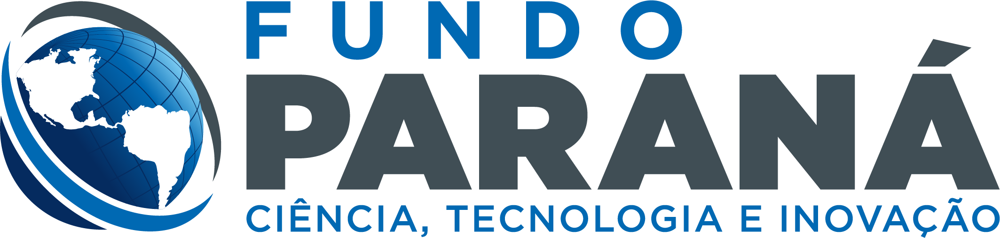 FUNDO
PARANÁ
CIÊNCIA, TECNOLOGIA E INOVAÇÃO